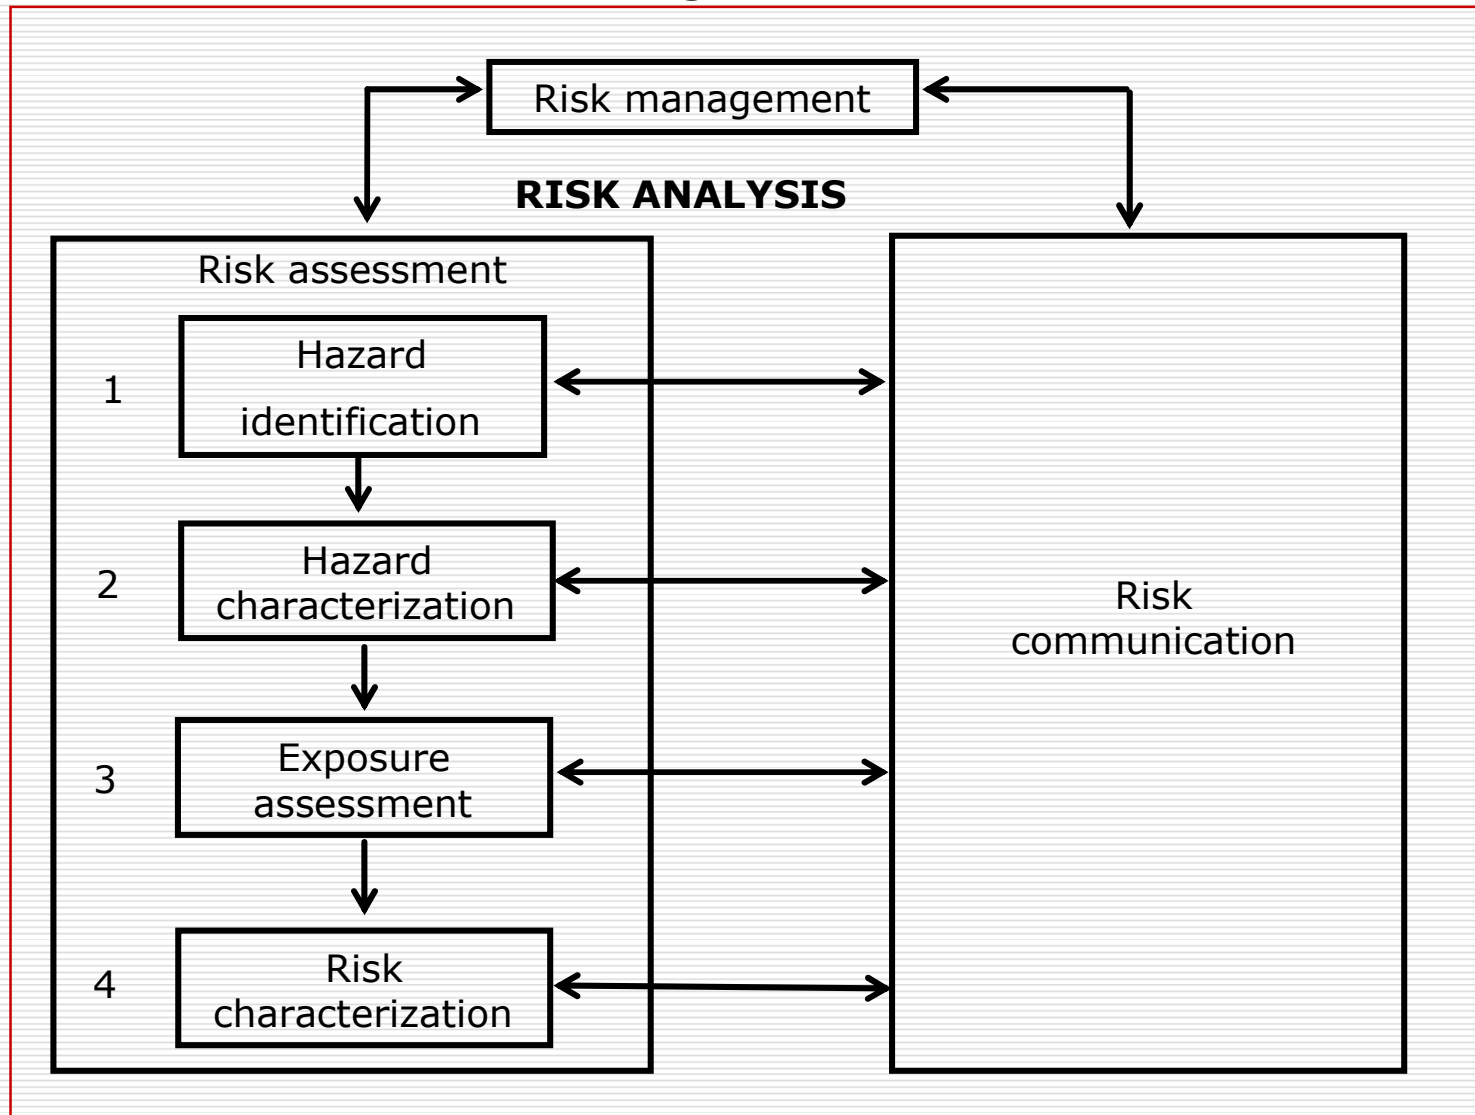 Risk management
RISK ANALYSIS
Risk assessment
1
Hazard
identification
2
Hazard
characterization
3
Exposure
assessment
4
Risk
characterization
Risk
communication